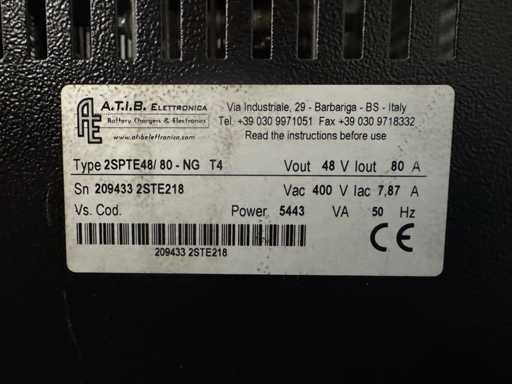 A.T.I.B. ELETTRONICA
Battery Chargers & Electronics
www.atibelettronica.com
Via Industriale, 29 - Barbariga - BS - Italy
Tel. +39 030 9971051 Fax +39 030 9718332
Read the instructions before use
Type 2SPTE48/ 80 - NG T4 Vout 48 V Iout 80 A
Sn 209433 2STE218 Vac 400 V Iac 7,87 A
Vs. Cod. Power 5443 VA 50 Hz
209433 2STE218
CE